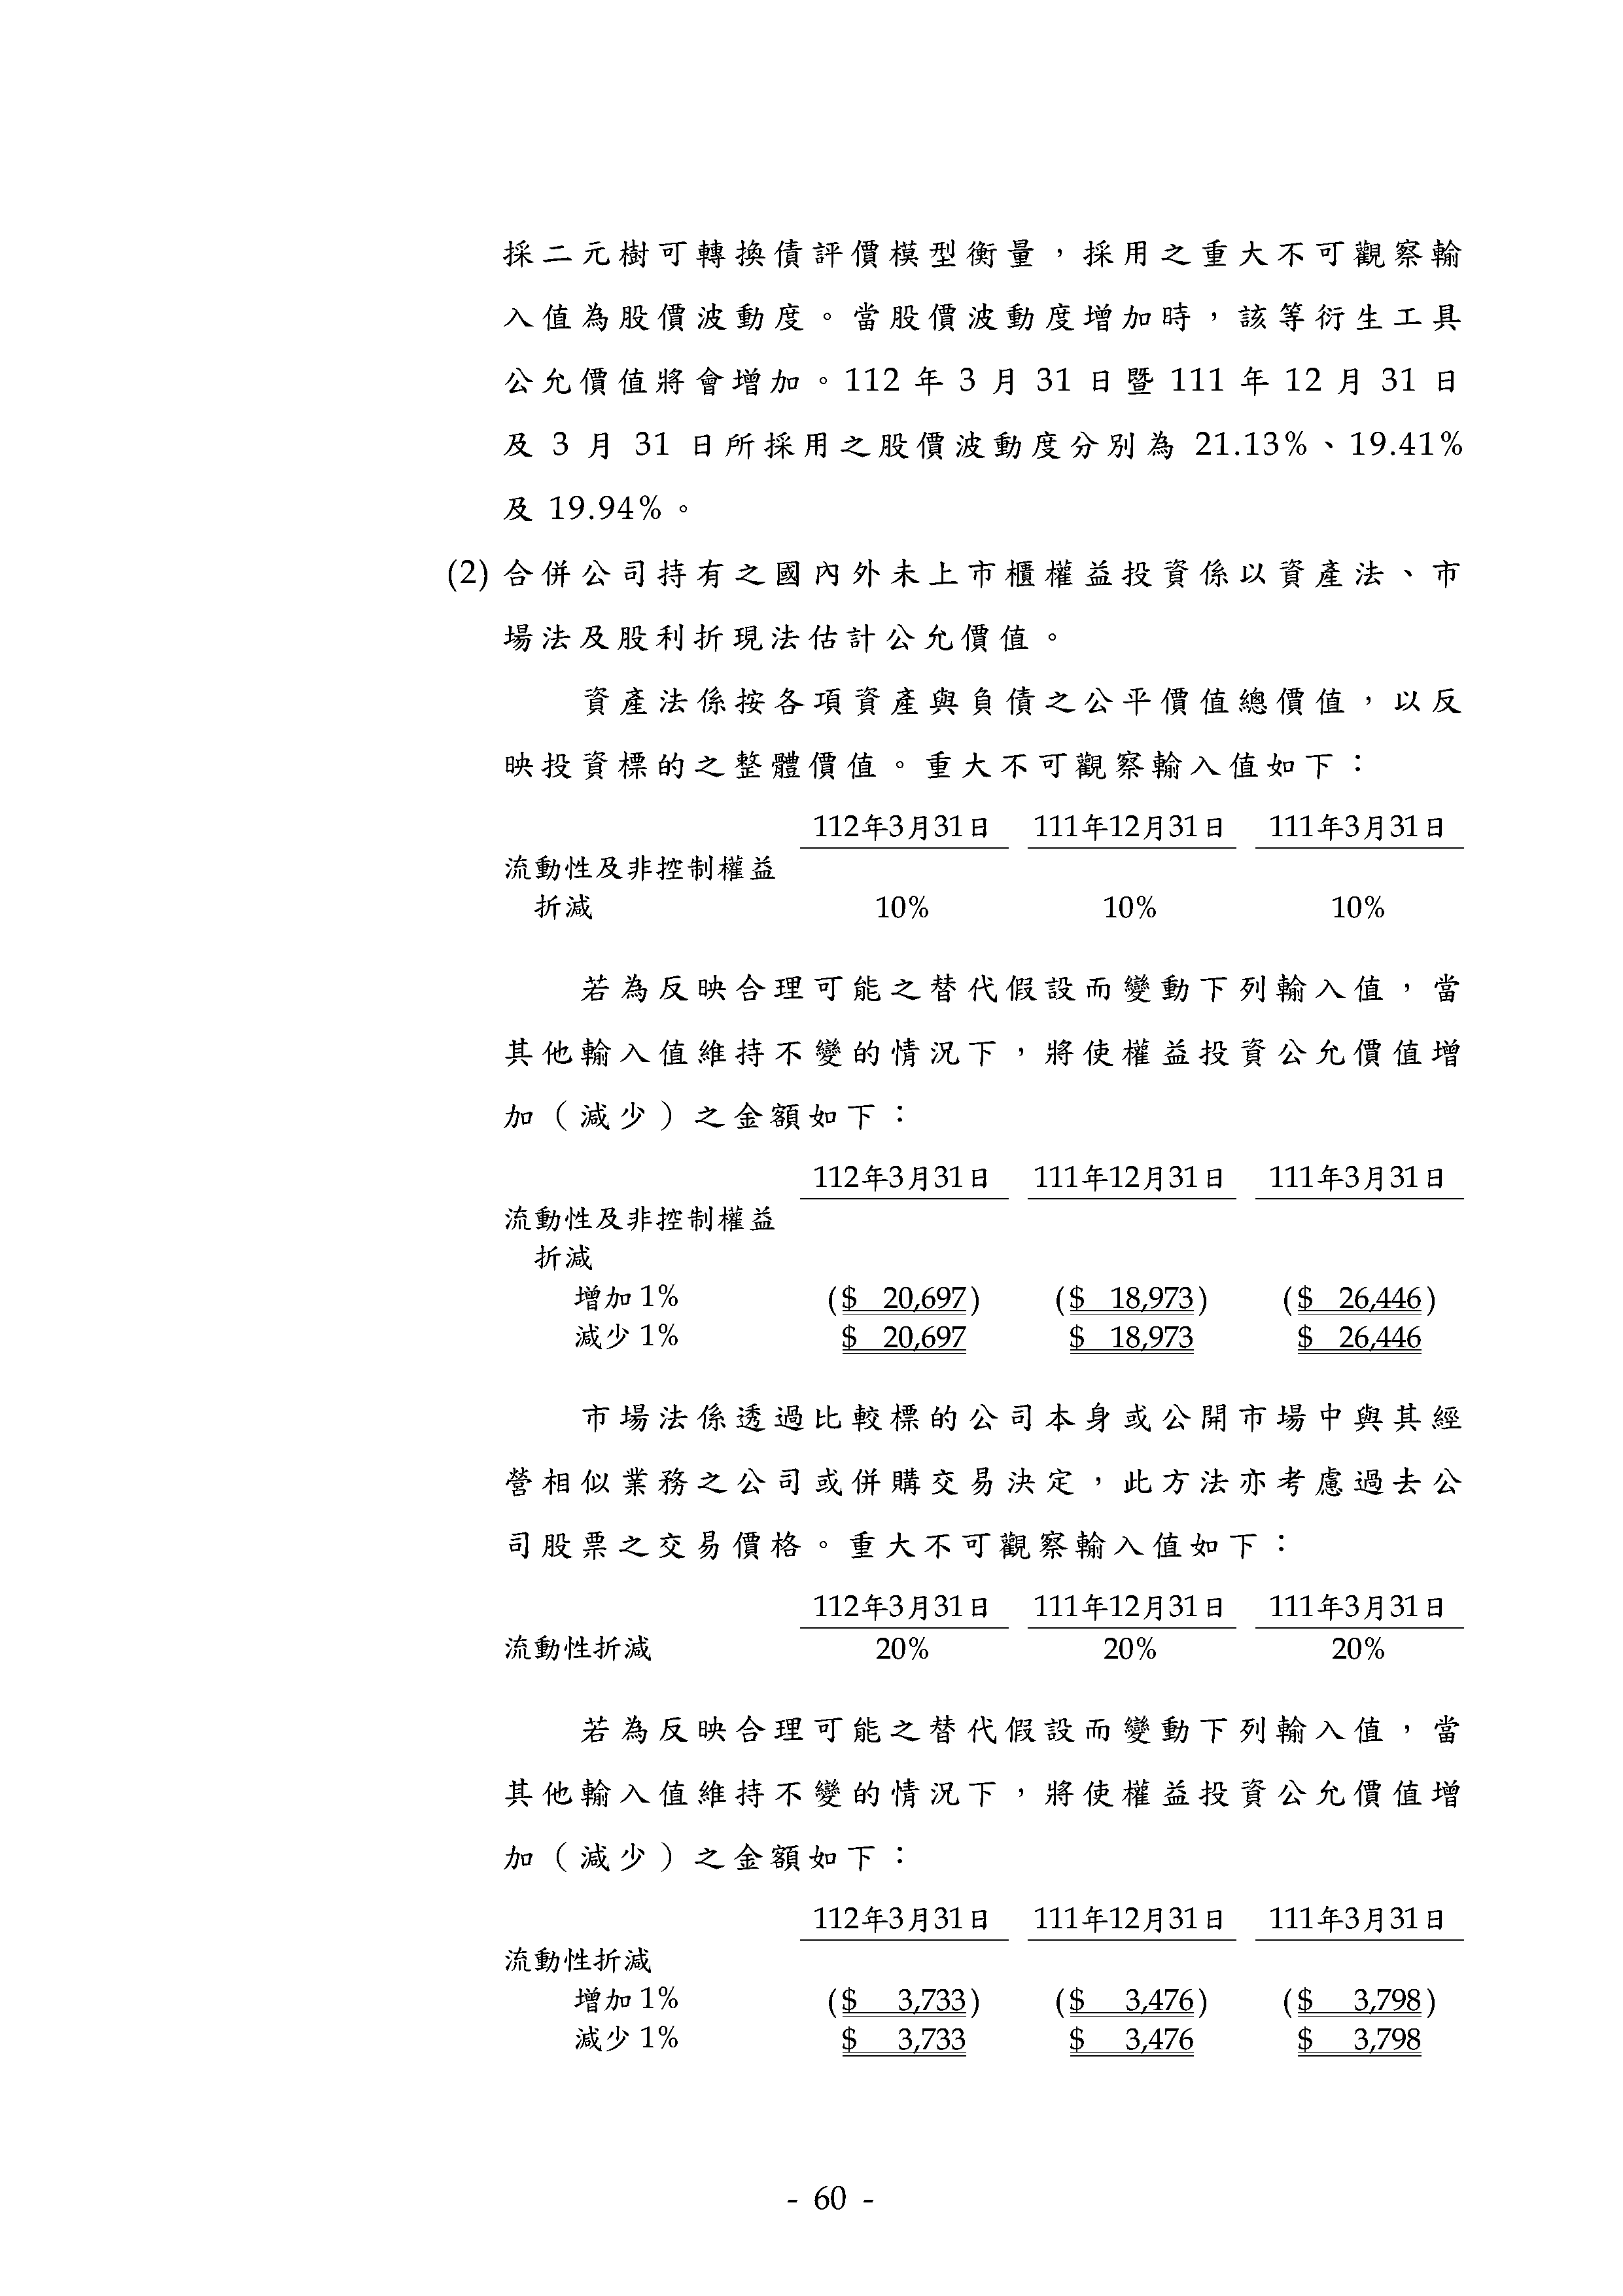 採二元樹可轉換債評價模型衡量，採用之重大不可觀察輸
入值為股價波動度。當股價波動度增加時，該等衍生工具
公允價值將會增加。112 年 3 月 31 日暨 111 年 12 月 31 日
及 3 月 31 日所採用之股價波動度分別為 21.13%、19.41%
及 19.94%。
(2) 合併公司持有之國內外未上市櫃權益投資係以資產法、市
場法及股利折現法估計公允價值。
資產法係按各項資產與負債之公平價值總價值，以反
映投資標的之整體價值。重大不可觀察輸入值如下：
112年3月31日 111年12月31日 111年3月31日
流動性及非控制權益
折減 10% 10% 10%
若為反映合理可能之替代假設而變動下列輸入值，當
其他輸入值維持不變的情況下，將使權益投資公允價值增
加（減少）之金額如下：
112年3月31日 111年12月31日 111年3月31日
流動性及非控制權益
折減
增加 1% ($ 20,697) ($ 18,973) ($ 26,446)
減少 1% $ 20,697 $ 18,973 $ 26,446
市場法係透過比較標的公司本身或公開市場中與其經
營相似業務之公司或併購交易決定，此方法亦考慮過去公
司股票之交易價格。重大不可觀察輸入值如下：
112年3月31日 111年12月31日 111年3月31日
流動性折減 20% 20% 20%
若為反映合理可能之替代假設而變動下列輸入值，當
其他輸入值維持不變的情況下，將使權益投資公允價值增
加（減少）之金額如下：
112年3月31日 111年12月31日 111年3月31日
流動性折減
增加 1% ($ 3,733) ($ 3,476) ($ 3,798)
減少 1% $ 3,733 $ 3,476 $ 3,798
- 60 -